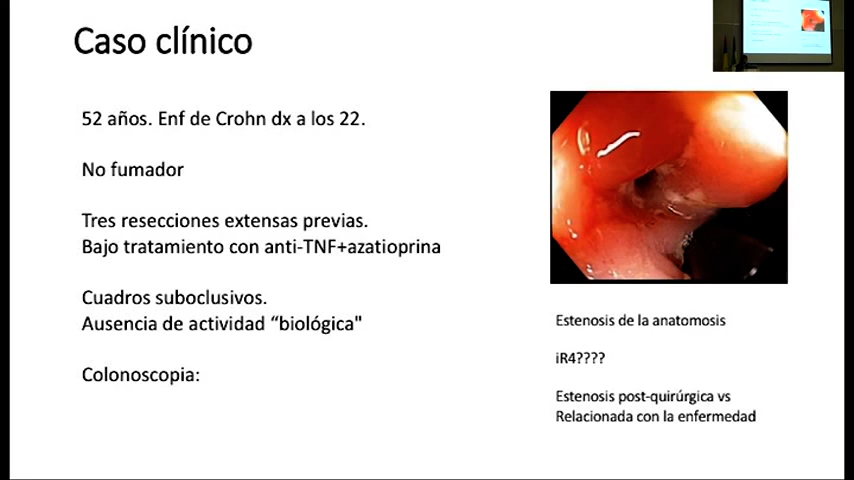 Caso clínico
52 años. Enf de Crohn dx a los 22.
No fumador
Tres resecciones extensas previas.
Bajo tratamiento con anti-TNF+azatioprina
Cuadros suboclusivos.
Ausencia de actividad “biológica"
Colonoscopia:
Estenosis de la anatomosis
iR4????
Estenosis post-quirúrgica vs
Relacionada con la enfermedad